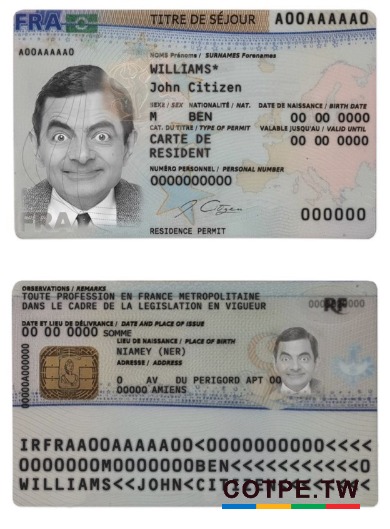 FRA TITRE DE SÉJOUR A00AAAAA0
A00AAAAA0
NOMS Prénoms / SURNAMES Forenames
WILLIAMS*
John Citizen
SEXE / SEX NATIONALITÉ / NAT. DATE DE NAISSANCE / BIRTH DATE
M BEN 00 00 0000
CAT. DU TITRE / TYPE OF PERMIT VALABLE JUSQU'AU / VALID UNTIL
CARTE DE 00 00 0000
RESIDENT
NUMÉRO PERSONNEL / PERSONAL NUMBER
0000000000
FRA
J. Citizen
000000
RESIDENCE PERMIT
OBSERVATIONS / REMARKS
TOUTE PROFESSION EN FRANCE METROPOLITAINE
DANS LE CADRE DE LA LEGISLATION EN VIGUEUR
RF
DATE ET LIEU DE DÉLIVRANCE / DATE AND PLACE OF ISSUE
00 00 0000 SOMME
LIEU DE NAISSANCE / PLACE OF BIRTH
NIAMEY (NER)
ADRESSE / ADDRESS
0 AV DU PERIGORD APT 00
00000 AMIENS
IRFRAA00AAAAA00<0000000000<<<<
0000000M0000000BEN<<<<<<<<<<<0
WILLIAMS<<JOHN<CITIZEN<<<<<<<<
COTPE.TW